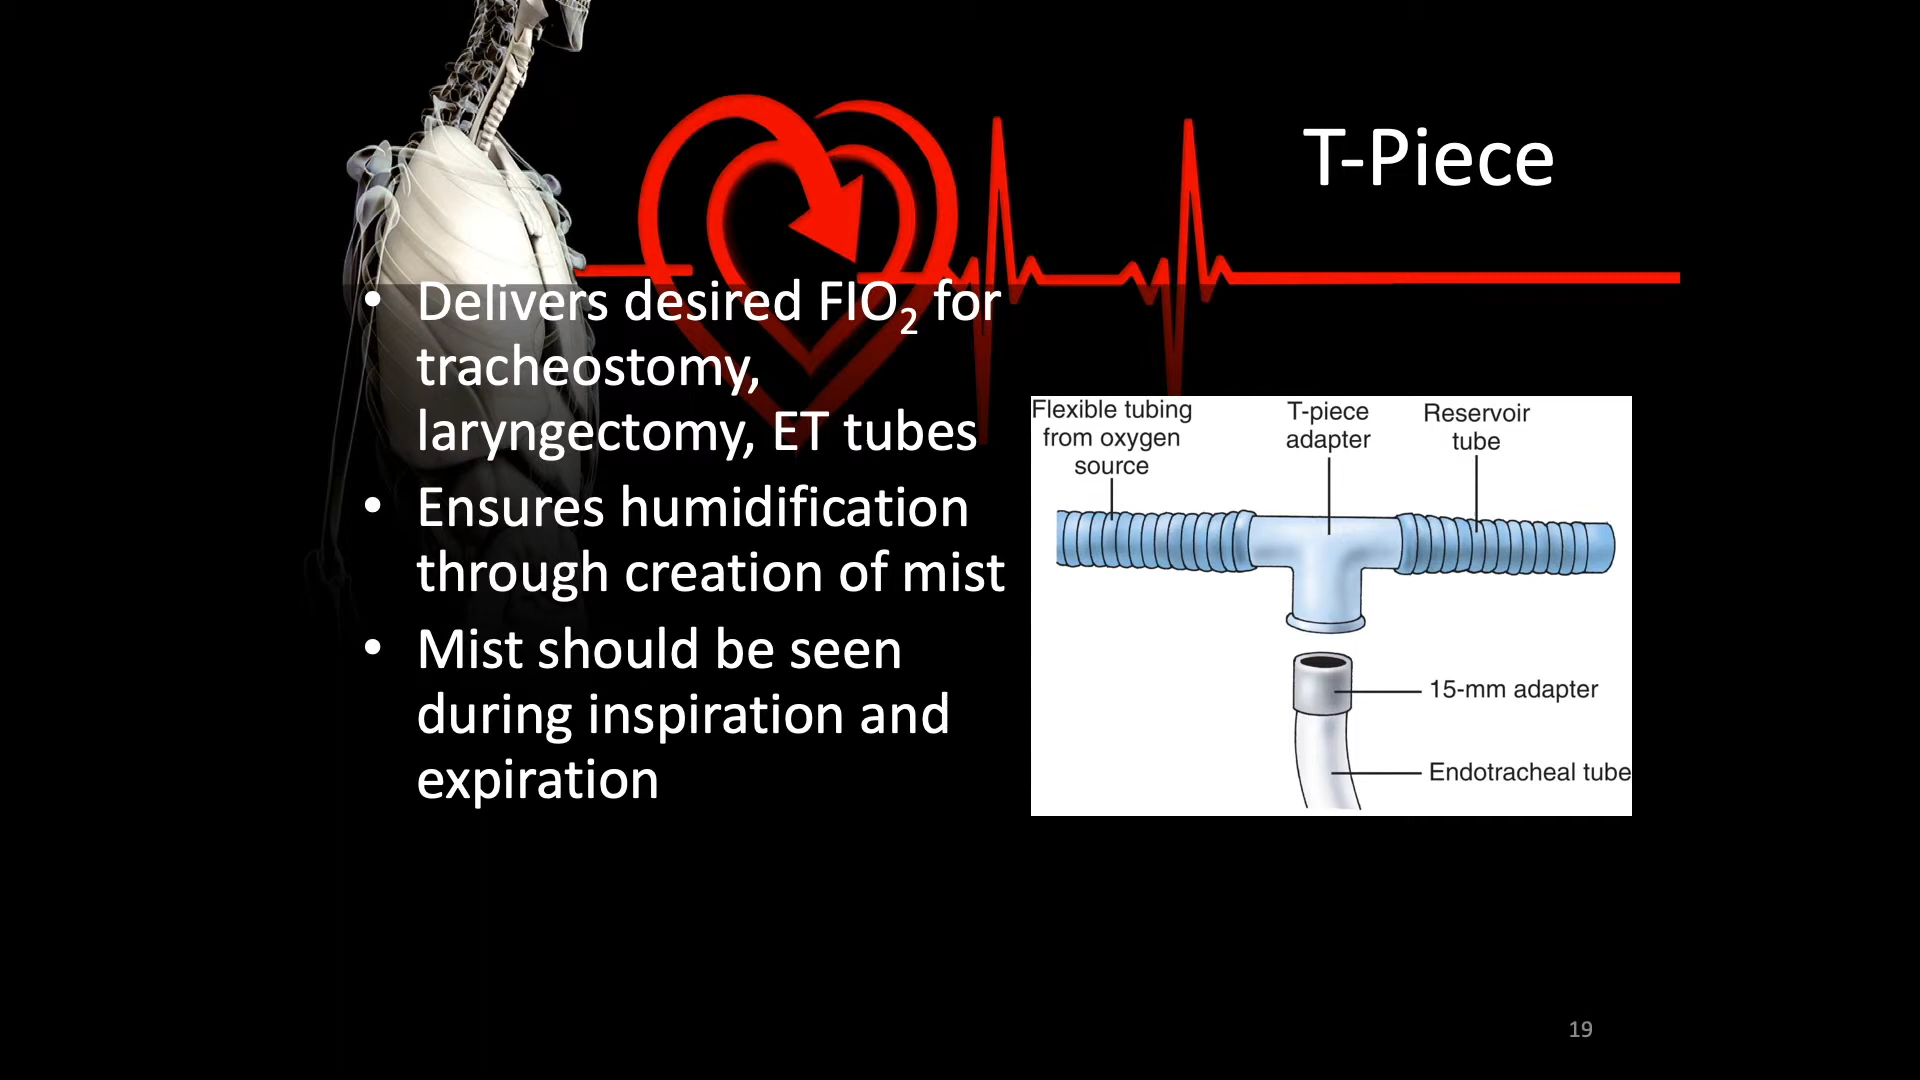 T-Piece
• Delivers desired FIO₂ for
tracheostomy,
laryngectomy, ET tubes
• Ensures humidification
through creation of mist
• Mist should be seen
during inspiration and
expiration
Flexible tubing
from oxygen
source
T-piece
adapter
Reservoir
tube
15-mm adapter
Endotracheal tube
19